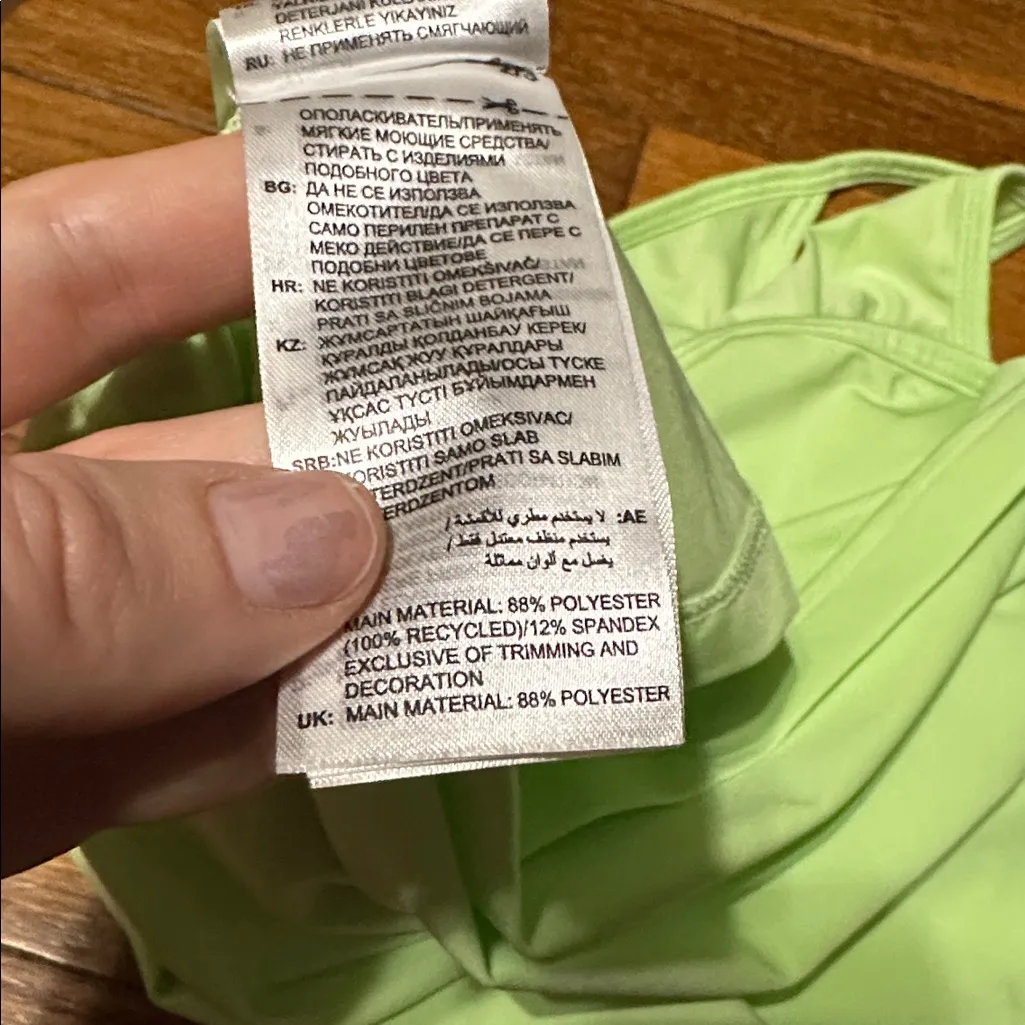 DETERJANI
RENKLERLE YIKAYINIZ
RU: НЕ ПРИМЕНЯТЬ СМЯГЧАЮЩИЙ
ОПОЛАСКИВАТЕЛЬ/ПРИМЕНЯТЬ
МЯГКИЕ МОЮЩИЕ СРЕДСТВА/
СТИРАТЬ С ИЗДЕЛИЯМИ
ПОДОБНОГО ЦВЕТА
BG: ДА НЕ СЕ ИЗПОЛЗВА
ОМЕКОТИТЕЛ/ДА СЕ ИЗПОЛЗВА
САМО ПЕРИЛЕН ПРЕПАРАТ С
МЕКО ДЕЙСТВИЕ/ДА СЕ ПЕРЕ С
ПОДОБНИ ЦВЕТОВЕ
HR: NE KORISTITI OMEKŠIVAČ/
KORISTITI BLAGI DETERGENT/
PRATI SA SLIČNIM BOJAMA
KZ: ЖҰМСАРТАТЫН ШАЙҚАҒЫШ
ҚҰРАЛДЫ ҚОЛДАНБАУ КЕРЕК/
ЖҰМСАҚ ЖУУ ҚҰРАЛДАРЫ
ПАЙДАЛАНЫЛАДЫ/ОСЫ ТҮСКЕ
ҰҚСАС ТҮСТІ БҰЙЫМДАРМЕН
ЖУЫЛАДЫ
SRB:NE KORISTITI OMEKSIVAC/
KORISTITI SAMO SLAB
TERDZENT/PRATI SA SLABIM
ERDZENTOM
AE: لا يستخدم مطري للأقمشة /
يستخدم منظف معتدل فقط /
يغسل مع ألوان مماثلة
MAIN MATERIAL: 88% POLYESTER
(100% RECYCLED)/12% SPANDEX
EXCLUSIVE OF TRIMMING AND
DECORATION
UK: MAIN MATERIAL: 88% POLYESTER